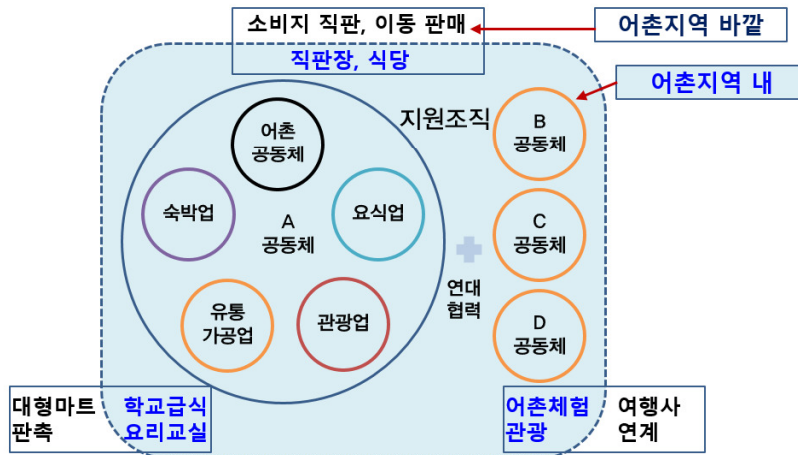 소비지 직판, 이동 판매
어촌지역 바깥
직판장, 식당
어촌지역 내
지원조직
B
공동체
어촌
공동체
숙박업
A
공동체
요식업
C
공동체
연대
협력
유통
가공업
관광업
D
공동체
대형마트 학교급식
판촉 요리교실
어촌체험 여행사
관광 연계